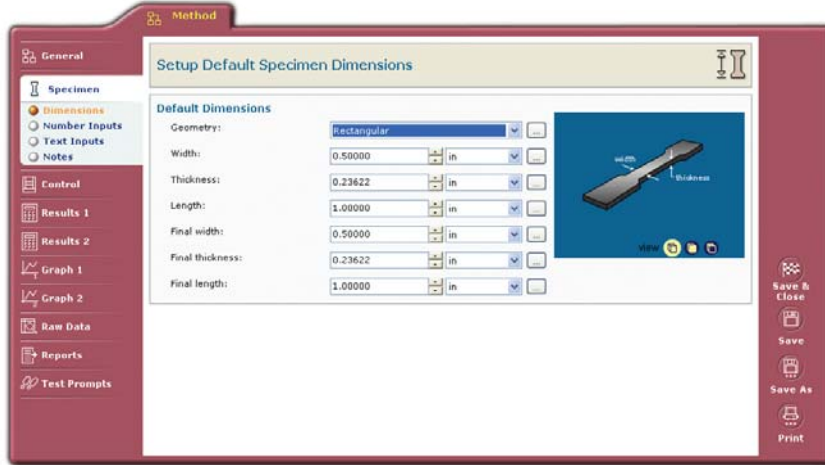 Method
General
Specimen
Dimensions
Number Inputs
Text Inputs
Notes
Control
Results 1
Results 2
Graph 1
Graph 2
Raw Data
Reports
Test Prompts
Setup Default Specimen Dimensions
Default Dimensions
Geometry: Rectangular ...
Width: 0.50000 in ...
Thickness: 0.23622 in ...
Length: 1.00000 in ...
Final width: 0.50000 in ...
Final thickness: 0.23622 in ...
Final length: 1.00000 in ...
width
thickness
view
Save &
Close
Save
Save As
Print